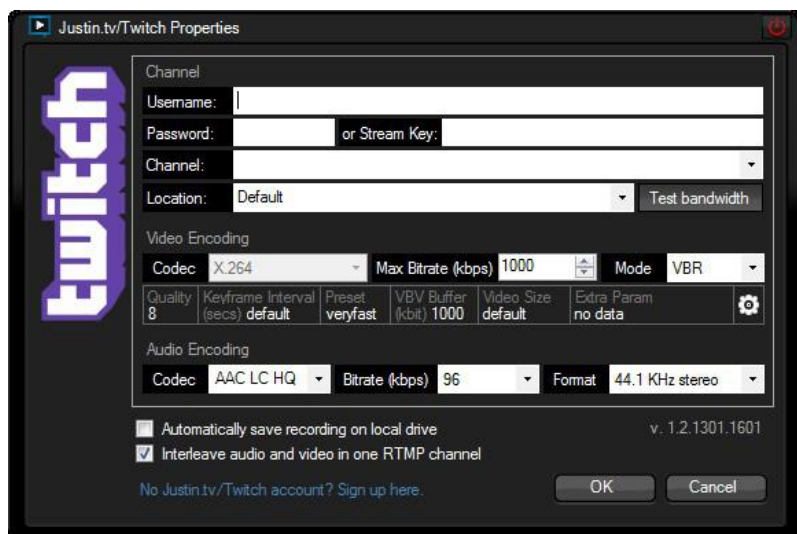 Justin.tv/Twitch Properties
twitch
Channel
Username:
Password: or Stream Key:
Channel:
Location: Default Test bandwidth
Video Encoding
Codec X.264 Max Bitrate (kbps) 1000 Mode VBR
Quality Keyframe Interval Preset VBV Buffer Video Size Extra Param
8 (secs) default veryfast (kbit) 1000 default no data
Audio Encoding
Codec AAC LC HQ Bitrate (kbps) 96 Format 44.1 KHz stereo
Automatically save recording on local drive v. 1.2.1301.1601
Interleave audio and video in one RTMP channel
No Justin.tv/Twitch account? Sign up here. OK Cancel